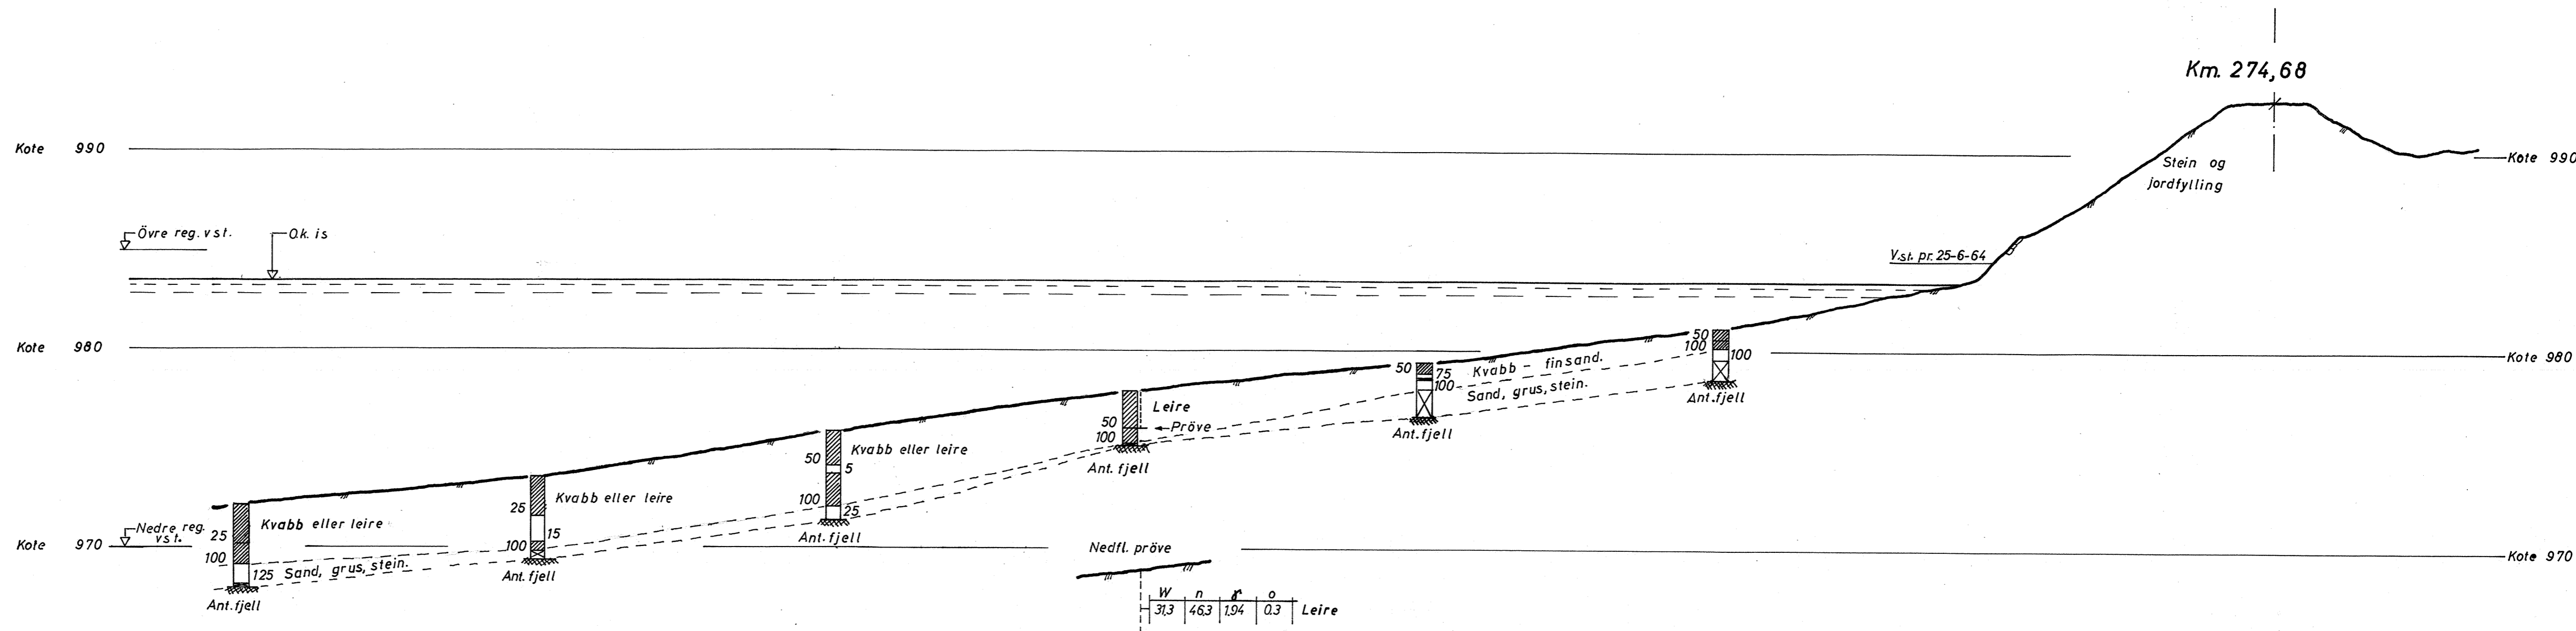 Km. 274,68
Kote 990
Kote 990
Stein og
jordfylling
Övre reg. vst.
O.k. is
V.st. pr. 25-6-64
Kote 980
Kote 980
50
100
100
Ant. fjell
50
75
100
Kvabb - finsand.
Sand, grus, stein.
Ant. fjell
Leire
50
Pröve
100
Ant. fjell
Kvabb eller leire
50
5
100
25
Ant. fjell
Kvabb eller leire
25
15
100
Ant. fjell
Kvabb eller leire
25
100
125
Sand, grus, stein.
Ant. fjell
Nedre reg.
vst.
Kote 970
Kote 970
Nedfl. pröve
W n γ o
31,3 46,3 1,94 0.3 Leire